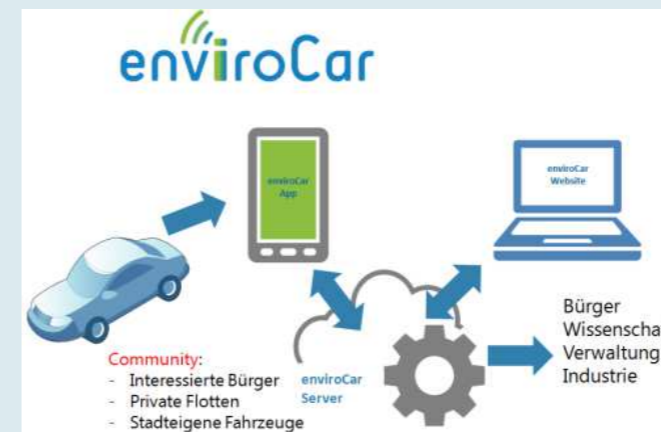 enviroCar
enviroCar
App
enviroCar
Website
Community:
- Interessierte Bürger
- Private Flotten
- Stadteigene Fahrzeuge
enviroCar
Server
Bürger
Wissenscha
Verwaltung
Industrie